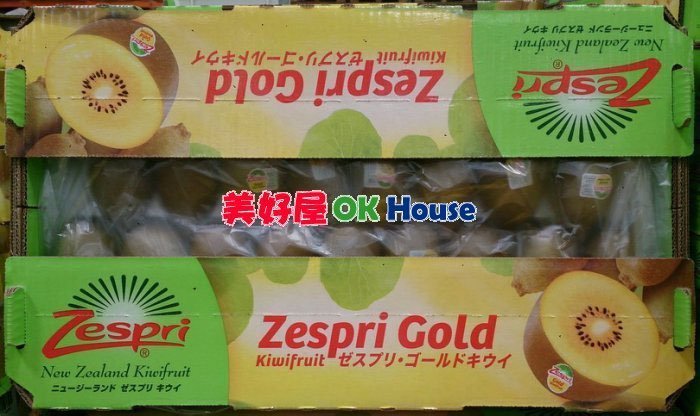 Zespri Gold
Kiwifruit ゼスプリ・ゴールドキウイ
Zespri®
New Zealand Kiwifruit
ニュージーランド ゼスプリ キウイ
美好屋 OK House
Zespri®
New Zealand Kiwifruit
ニュージーランド ゼスプリ キウイ
Zespri Gold
Kiwifruit ゼスプリ・ゴールドキウイ